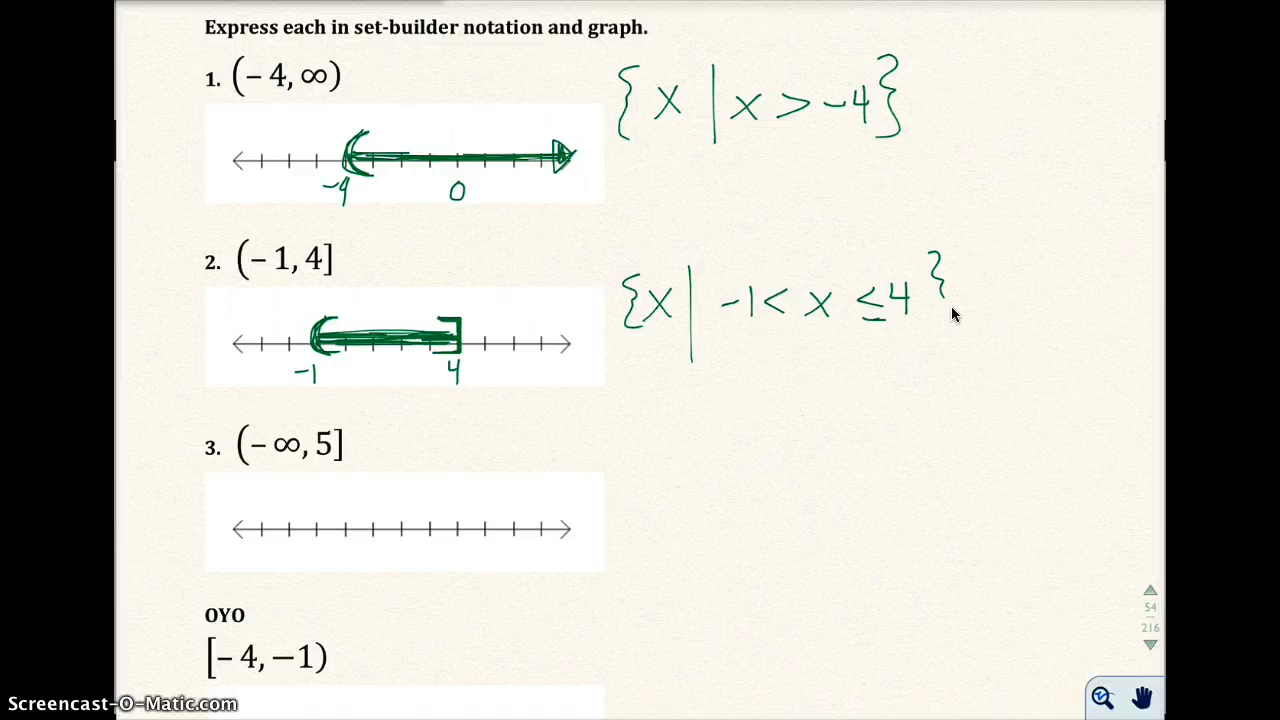 Express each in set-builder notation and graph.
1. (− 4, ∞)
{ x | x > −4 }
−4 0
2. (− 1, 4]
{ x | −1 < x ≤ 4 }
−1 4
3. (− ∞, 5]
OYO
[− 4, −1)
54
216
Screencast-O-Matic.com